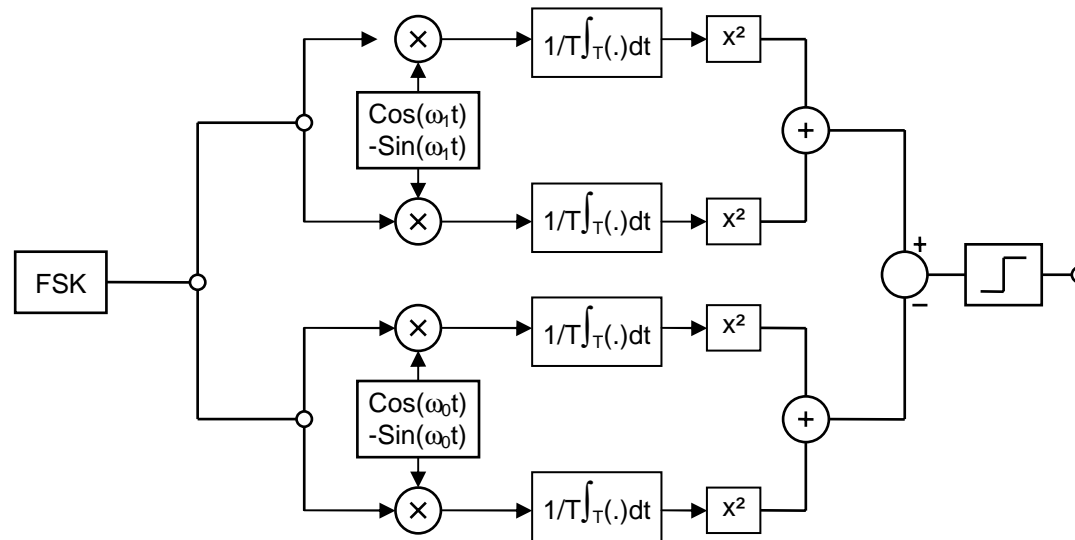 1/T∫T(.)dt
x²
Cos(ω₁t)
-Sin(ω₁t)
+
1/T∫T(.)dt
x²
+
FSK
−
1/T∫T(.)dt
x²
Cos(ω₀t)
-Sin(ω₀t)
+
1/T∫T(.)dt
x²